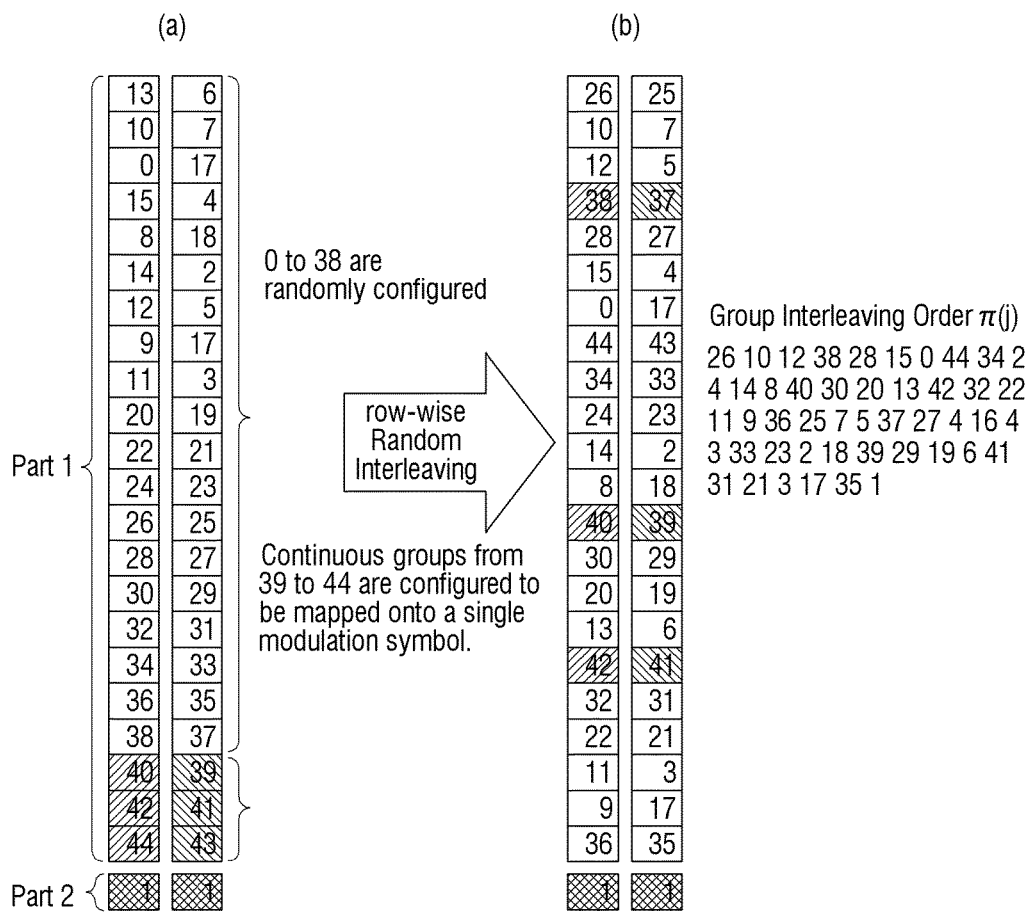 (a)
(b)
13 6
10 7
0 17
15 4
8 18
14 2
12 5
9 17
11 3
20 19
22 21
24 23
26 25
28 27
30 29
32 31
34 33
36 35
38 37
40 39
42 41
44 43
1 1
Part 1
Part 2
0 to 38 are
randomly configured
row-wise
Random
Interleaving
Continuous groups from
39 to 44 are configured to
be mapped onto a single
modulation symbol.
26 25
10 7
12 5
38 37
28 27
15 4
0 17
44 43
34 33
24 23
14 2
8 18
40 39
30 29
20 19
13 6
42 41
32 31
22 21
11 3
9 17
36 35
1 1
Group Interleaving Order π(j)
26 10 12 38 28 15 0 44 34 2
4 14 8 40 30 20 13 42 32 22
11 9 36 25 7 5 37 27 4 16 4
3 33 23 2 18 39 29 19 6 41
31 21 3 17 35 1